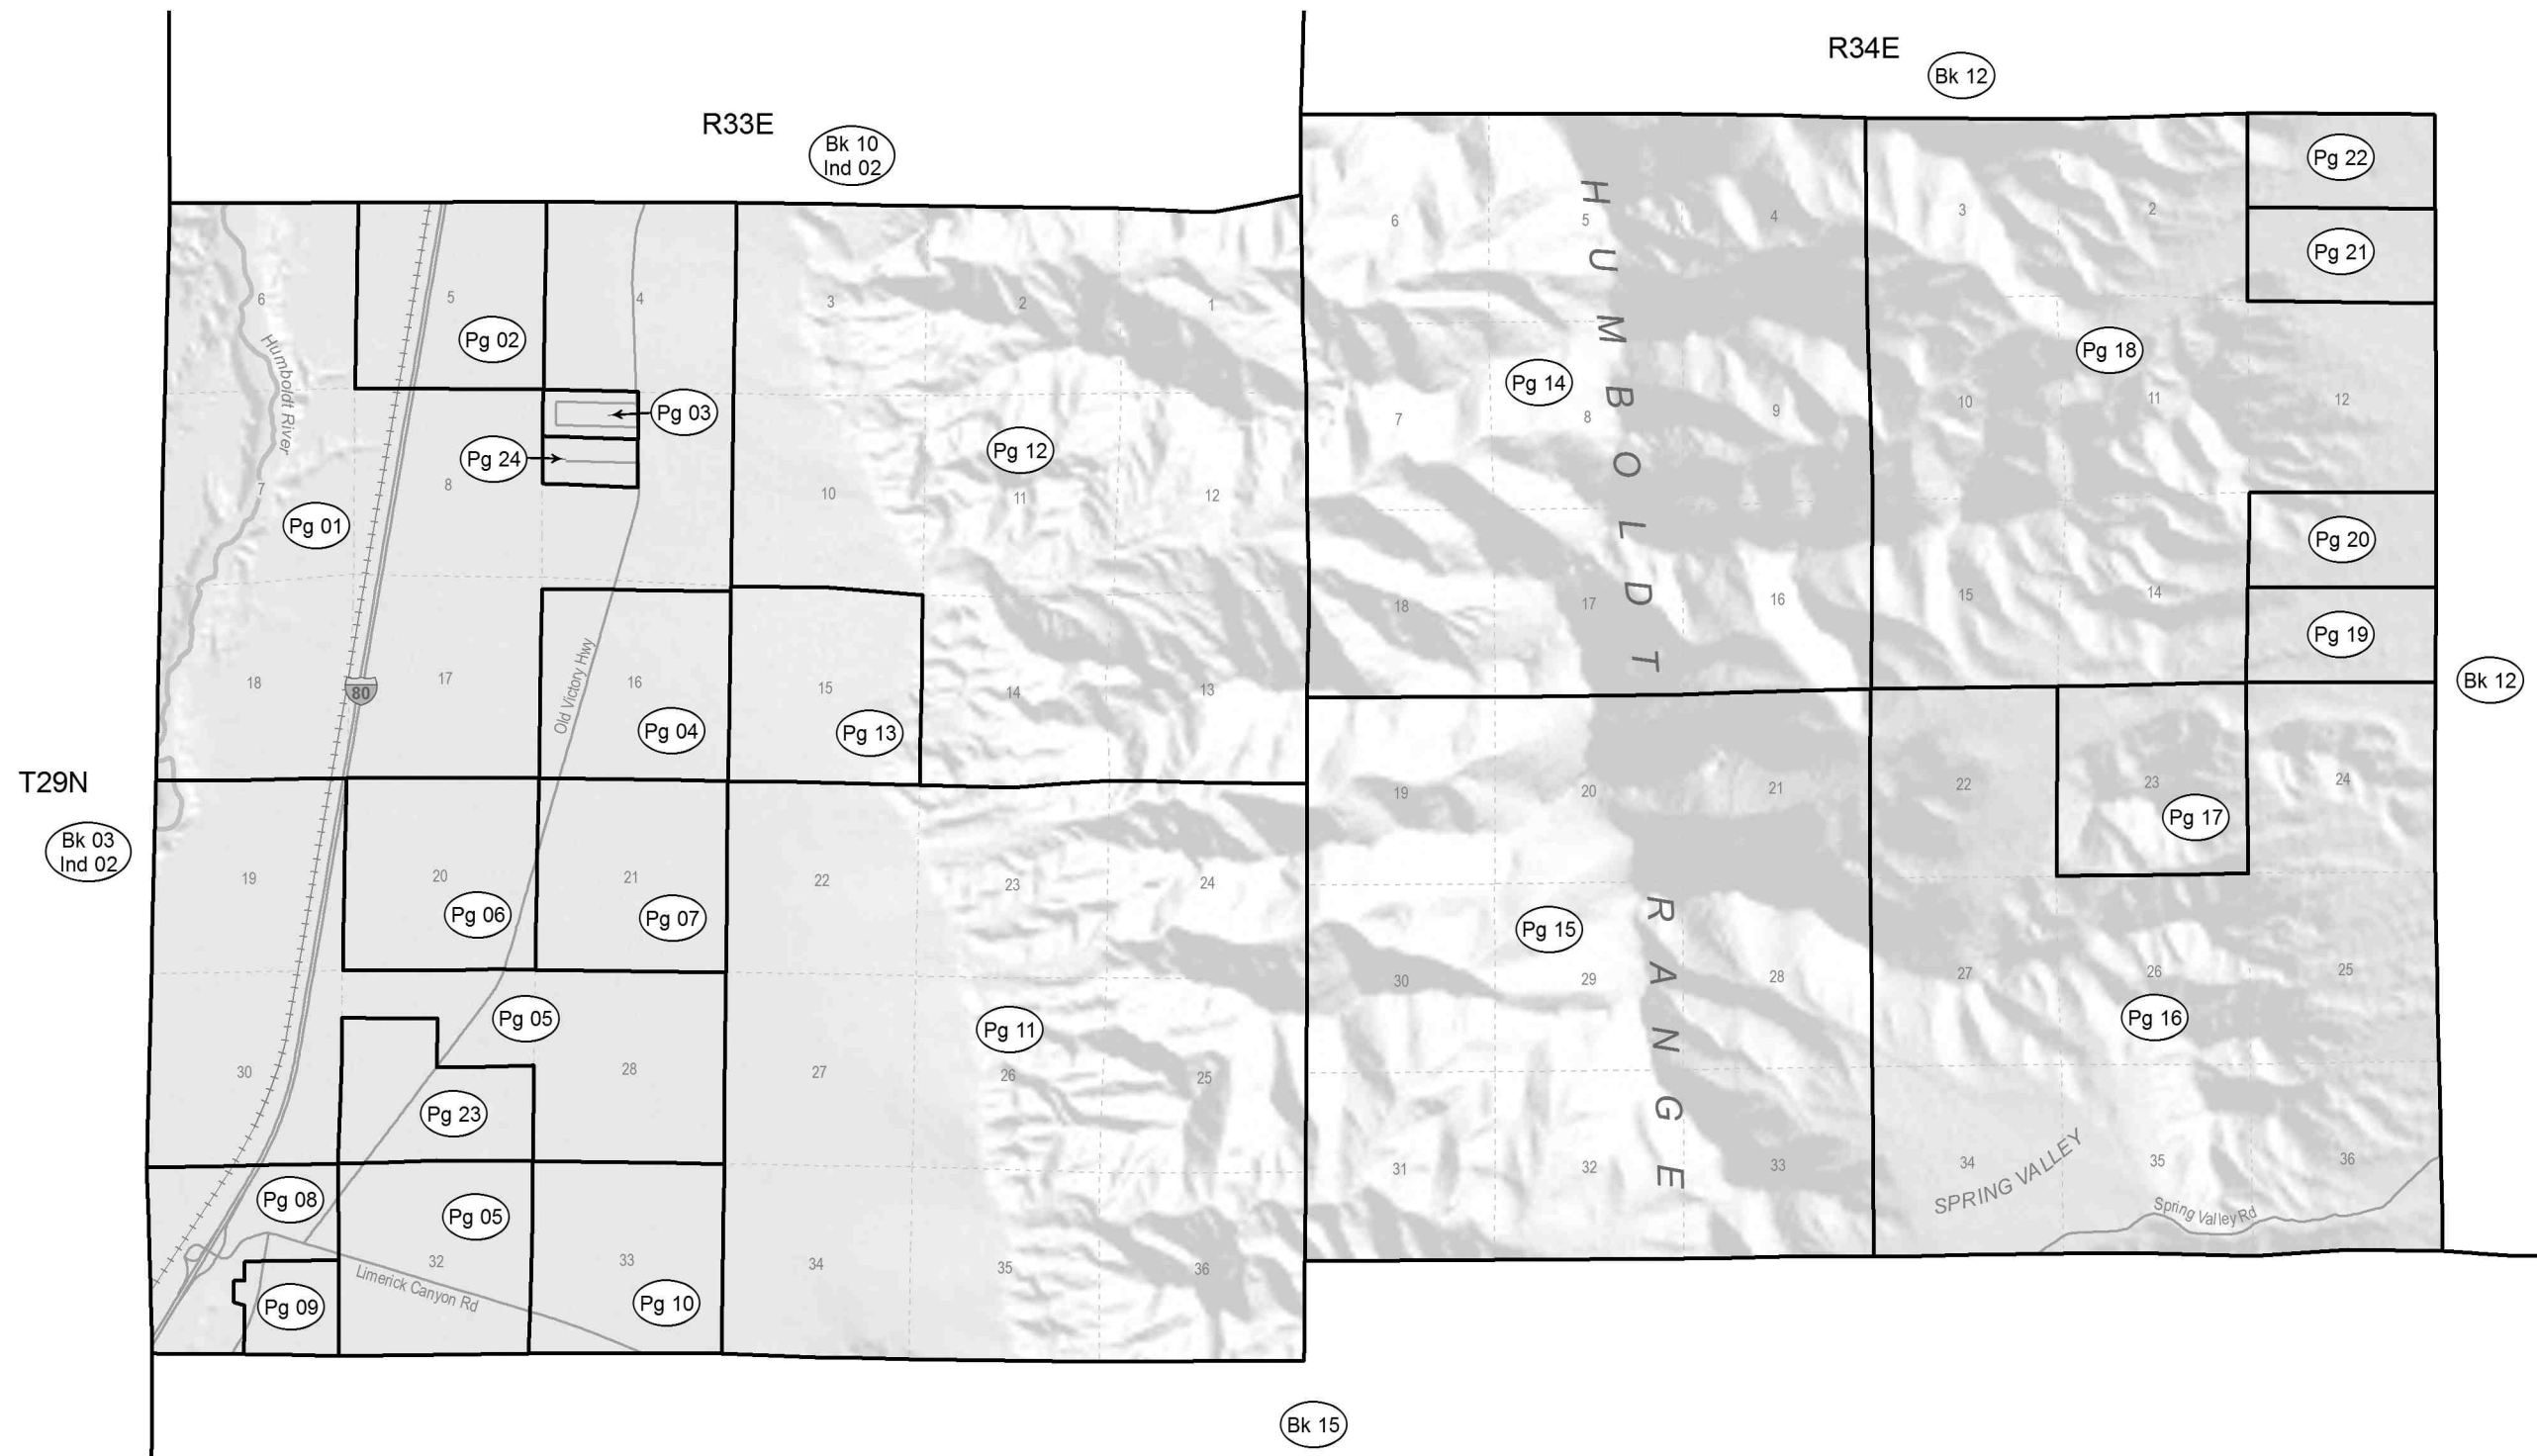 R34E
Bk 12
R33E
Bk 10
Ind 02
Pg 22
Pg 21
6
5
4
3
2
6
5
4
3
2
1
Humboldt River
Pg 02
Pg 18
HUMBOLDT
Pg 14
Pg 03
7
8
9
10
11
12
Pg 12
Pg 24
7
8
10
11
12
Pg 01
Pg 20
Pg 19
18
17
16
15
14
18
17
16
15
14
13
80
Old Victory Hwy
Pg 04
Pg 13
Bk 12
T29N
Bk 03
Ind 02
19
20
21
22
23
24
Pg 17
19
20
21
22
23
24
Pg 06
Pg 07
RANGE
Pg 15
30
29
28
27
26
25
Pg 16
Pg 05
Pg 11
30
28
27
26
25
Pg 23
31
32
33
34
35
36
SPRING VALLEY
Spring Valley Rd
Pg 08
Pg 05
32
33
34
35
36
Limerick Canyon Rd
Pg 09
Pg 10
Bk 15